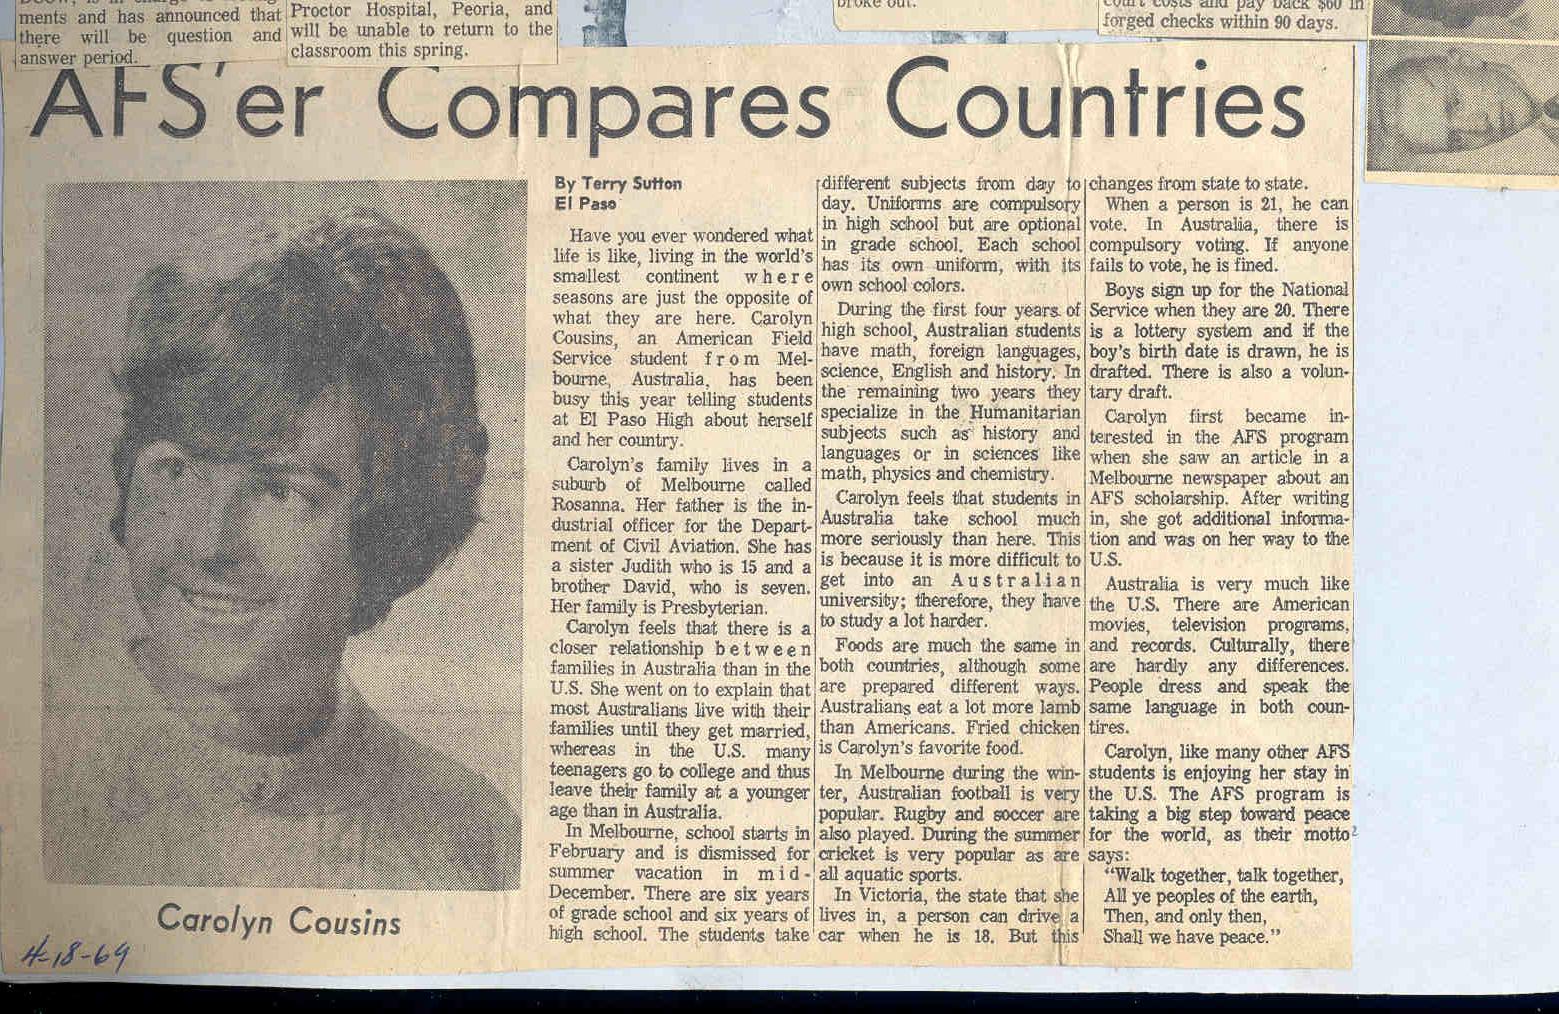 ments and has announced that
there will be question and
answer period.
Proctor Hospital, Peoria, and
will be unable to return to the
classroom this spring.
broke out.
court costs and pay back $60 in
forged checks within 90 days.
AFS'er Compares Countries
By Terry Sutton
El Paso
Have you ever wondered what
life is like, living in the world's
smallest continent where
seasons are just the opposite of
what they are here. Carolyn
Cousins, an American Field
Service student from Mel-
bourne, Australia, has been
busy this year telling students
at El Paso High about herself
and her country.
Carolyn's family lives in a
suburb of Melbourne called
Rosanna. Her father is the in-
dustrial officer for the Depart-
ment of Civil Aviation. She has
a sister Judith who is 15 and a
brother David, who is seven.
Her family is Presbyterian.
Carolyn feels that there is a
closer relationship between
families in Australia than in the
U.S. She went on to explain that
most Australians live with their
families until they get married,
whereas in the U.S. many
teenagers go to college and thus
leave their family at a younger
age than in Australia.
In Melbourne, school starts in
February and is dismissed for
summer vacation in mid-
December. There are six years
of grade school and six years of
high school. The students take
different subjects from day to
day. Uniforms are compulsory
in high school but are optional
in grade school. Each school
has its own uniform, with its
own school colors.
During the first four years of
high school, Australian students
have math, foreign languages,
science, English and history. In
the remaining two years they
specialize in the Humanitarian
subjects such as history and
languages or in sciences like
math, physics and chemistry.
Carolyn feels that students in
Australia take school much
more seriously than here. This
is because it is more difficult to
get into an Australian
university; therefore, they have
to study a lot harder.
Foods are much the same in
both countries, although some
are prepared different ways.
Australians eat a lot more lamb
than Americans. Fried chicken
is Carolyn's favorite food.
In Melbourne during the win-
ter, Australian football is very
popular. Rugby and soccer are
also played. During the summer
cricket is very popular as are
all aquatic sports.
In Victoria, the state that she
lives in, a person can drive a
car when he is 18. But this
changes from state to state.
When a person is 21, he can
vote. In Australia, there is
compulsory voting. If anyone
fails to vote, he is fined.
Boys sign up for the National
Service when they are 20. There
is a lottery system and if the
boy's birth date is drawn, he is
drafted. There is also a volun-
tary draft.
Carolyn first became in-
terested in the AFS program
when she saw an article in a
Melbourne newspaper about an
AFS scholarship. After writing
in, she got additional informa-
tion and was on her way to the
U.S.
Australia is very much like
the U.S. There are American
movies, television programs,
and records. Culturally, there
are hardly any differences.
People dress and speak the
same language in both coun-
tires.
Carolyn, like many other AFS
students is enjoying her stay in
the U.S. The AFS program is
taking a big step toward peace
for the world, as their motto
says:
"Walk together, talk together,
All ye peoples of the earth,
Then, and only then,
Shall we have peace."
Carolyn Cousins
4-18-69